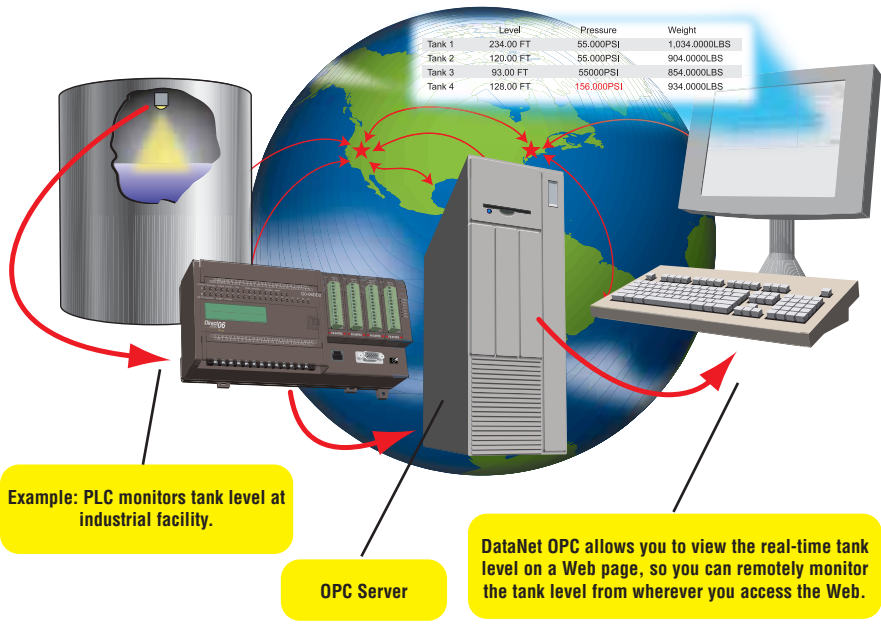 Level Pressure Weight
Tank 1 234.00 FT 55.000PSI 1,034.0000LBS
Tank 2 120.00 FT 55.000PSI 904.0000LBS
Tank 3 93.00 FT 55000PSI 854.0000LBS
Tank 4 128.00 FT 156.000PSI 934.0000LBS
Direct 06
Example: PLC monitors tank level at
industrial facility.
OPC Server
DataNet OPC allows you to view the real-time tank
level on a Web page, so you can remotely monitor
the tank level from wherever you access the Web.